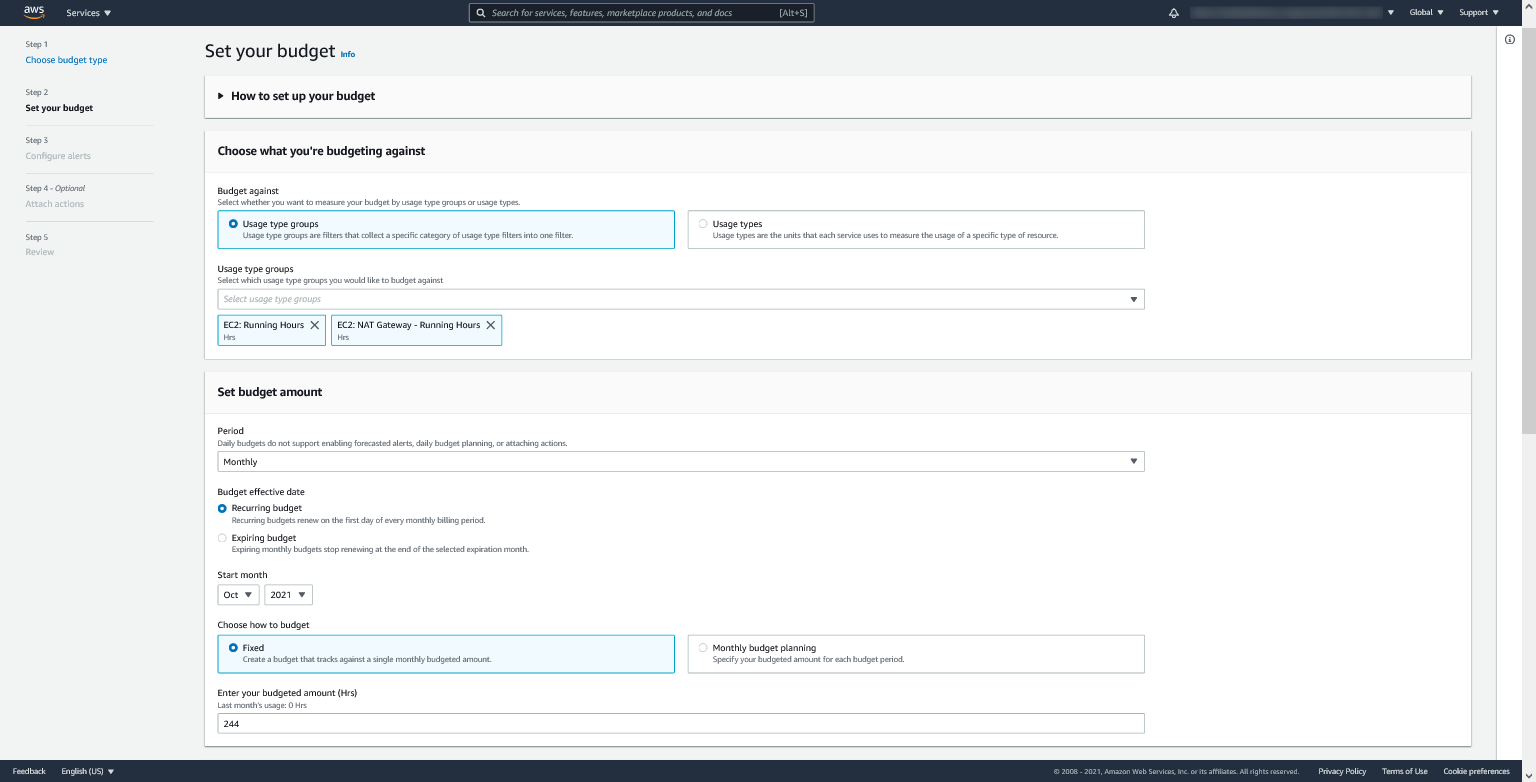 aws
Services
Search for services, features, marketplace products, and docs [Alt+S]
Global
Support
Step 1
Choose budget type
Step 2
Set your budget
Step 3
Configure alerts
Step 4 - Optional
Attach actions
Step 5
Review
Set your budget Info
How to set up your budget
Choose what you're budgeting against
Budget against
Select whether you want to measure your budget by usage type groups or usage types.
Usage type groups
Usage type groups are filters that collect a specific category of usage type filters into one filter.
Usage types
Usage types are the units that each service uses to measure the usage of a specific type of resource.
Usage type groups
Select which usage type groups you would like to budget against
Select usage type groups
EC2: Running Hours
Hrs
EC2: NAT Gateway - Running Hours
Hrs
Set budget amount
Period
Daily budgets do not support enabling forecasted alerts, daily budget planning, or attaching actions.
Monthly
Budget effective date
Recurring budget
Recurring budgets renew on the first day of every monthly billing period.
Expiring budget
Expiring monthly budgets stop renewing at the end of the selected expiration month.
Start month
Oct
2021
Choose how to budget
Fixed
Create a budget that tracks against a single monthly budgeted amount.
Monthly budget planning
Specify your budgeted amount for each budget period.
Enter your budgeted amount (Hrs)
Last month's usage: 0 Hrs
244
Feedback
English (US)
© 2008 - 2021, Amazon Web Services, Inc. or its affiliates. All rights reserved.
Privacy Policy
Terms of Use
Cookie preferences